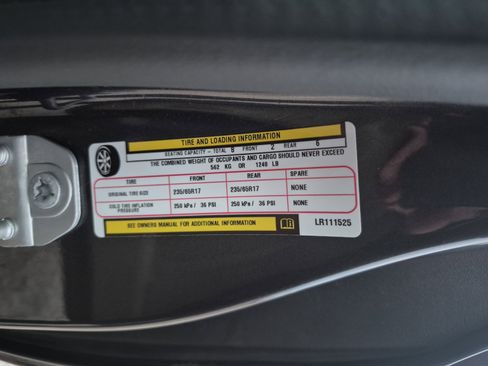 TIRE AND LOADING INFORMATION
SEATING CAPACITY - TOTAL 8 FRONT 2 REAR 6
THE COMBINED WEIGHT OF OCCUPANTS AND CARGO SHOULD NEVER EXCEED
562 KG OR 1240 LB
TIRE FRONT REAR SPARE
ORIGINAL TIRE SIZE 235/65R17 235/65R17 NONE
COLD TIRE INFLATION PRESSURE 250 kPa / 36 PSI 250 kPa / 36 PSI NONE
SEE OWNERS MANUAL FOR ADDITIONAL INFORMATION
LR111525